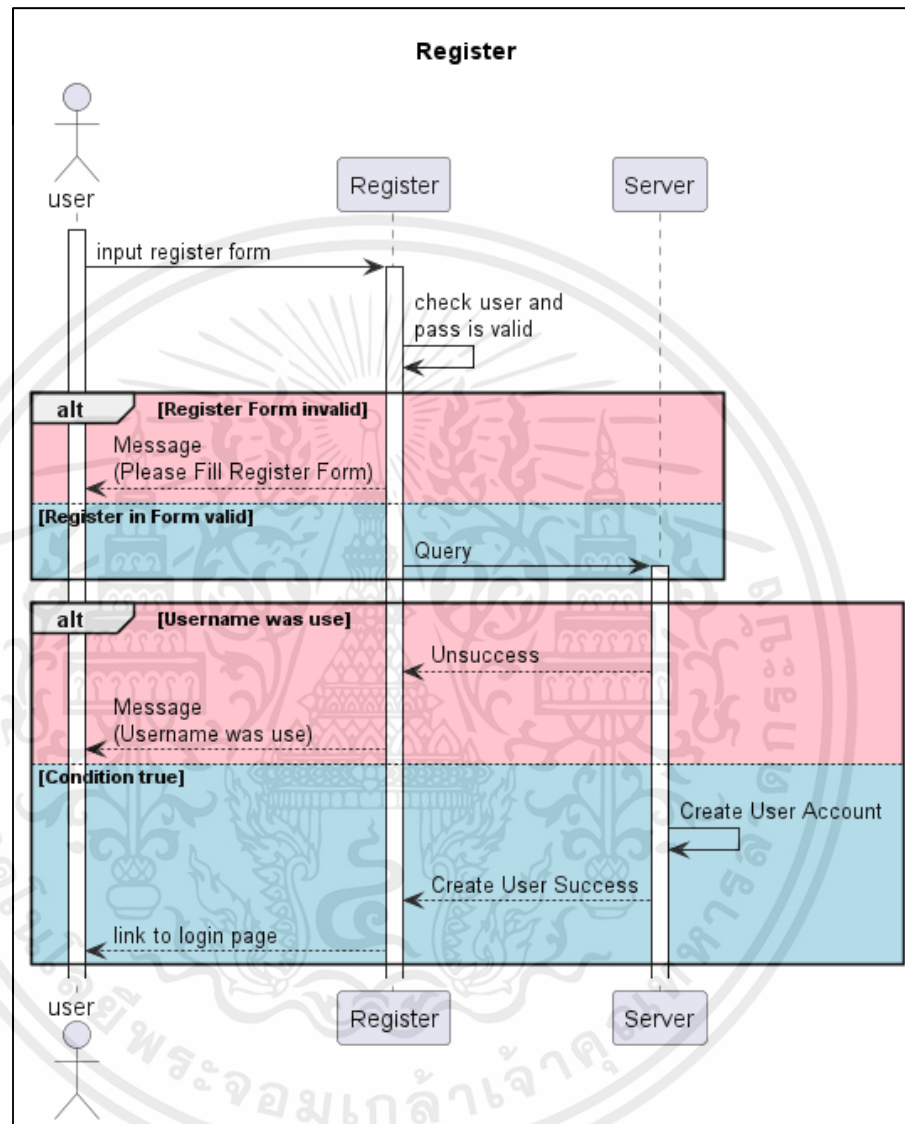 Register
user
Register
Server
input register form
check user and
pass is valid
alt
[Register Form invalid]
Message
(Please Fill Register Form)
[Register in Form valid]
Query
alt
[Username was use]
Unsuccess
Message
(Username was use)
[Condition true]
Create User Account
Create User Success
link to login page
user
Register
Server